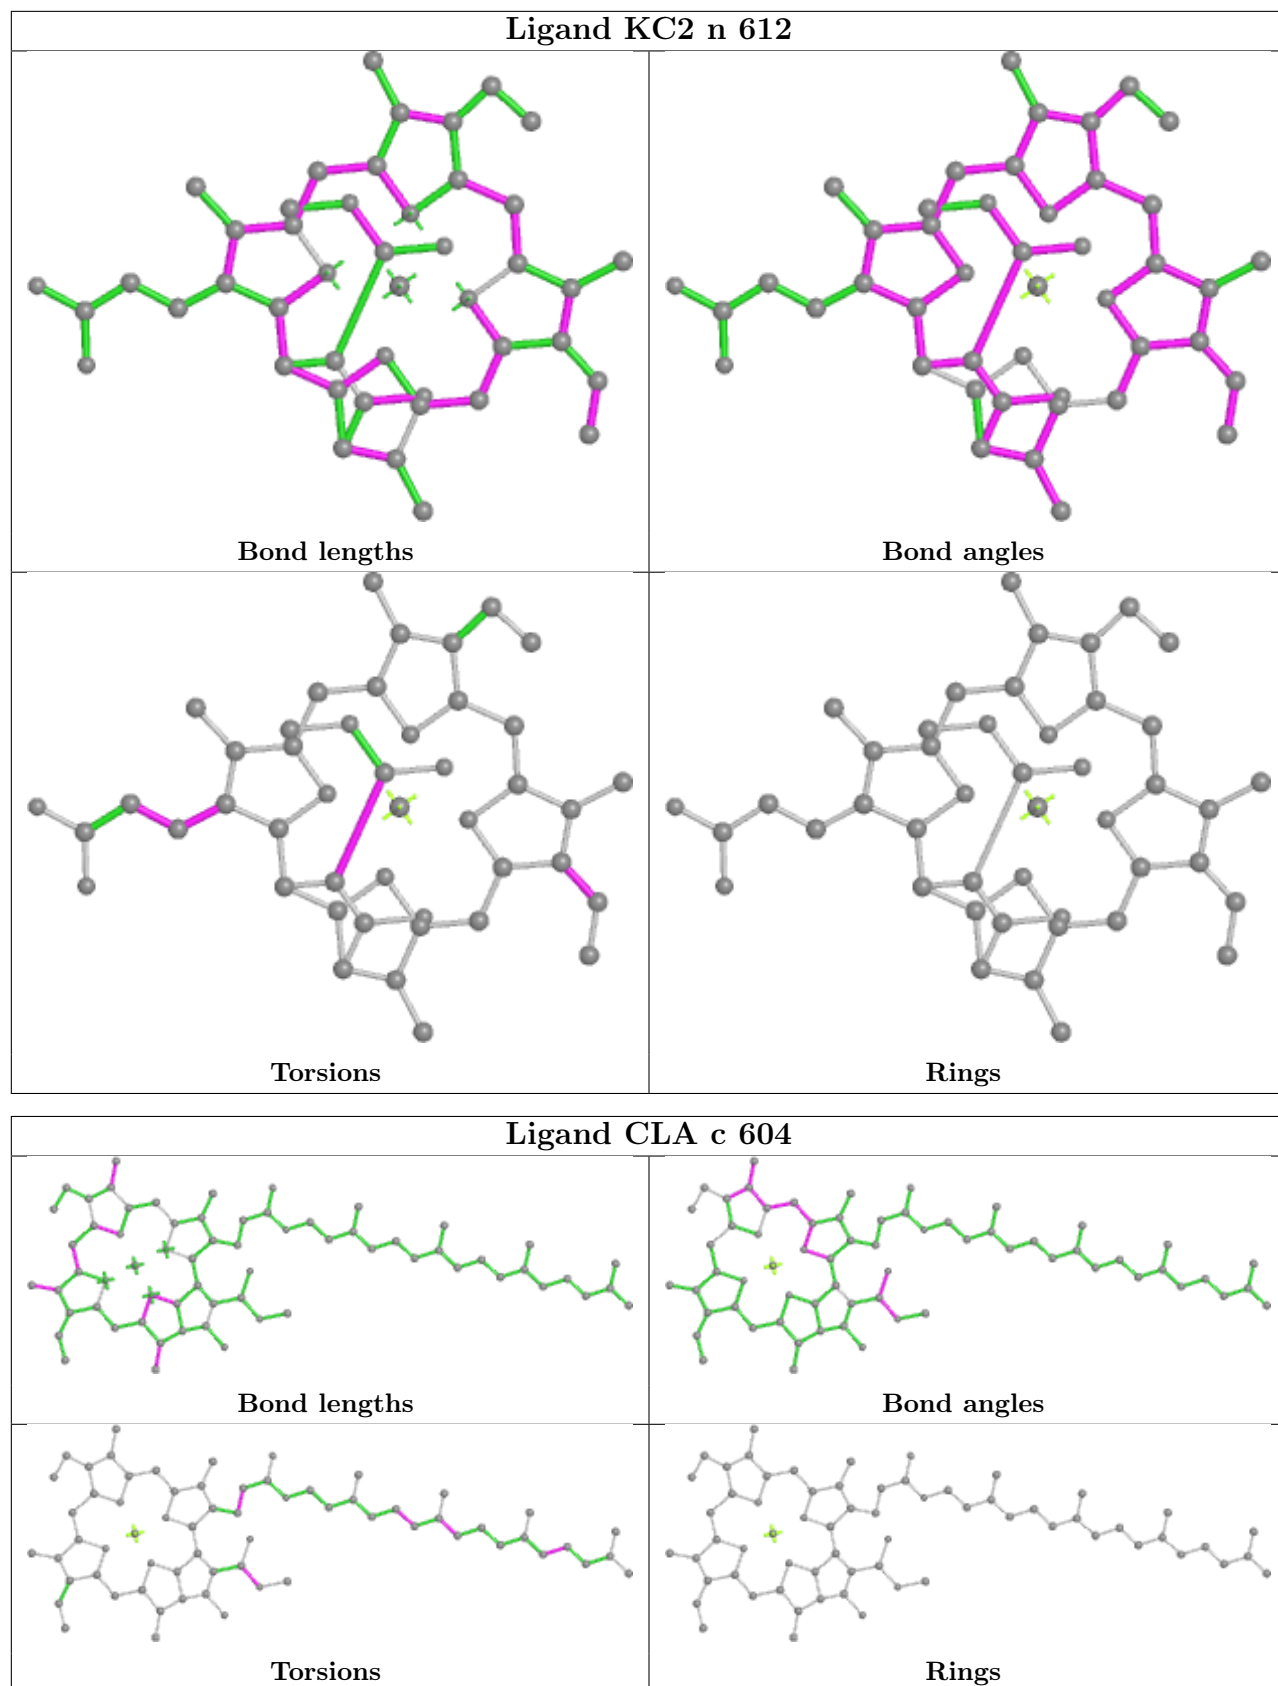 Ligand KC2 n 612
Bond lengths
Bond angles
Torsions
Rings
Ligand CLA c 604
Bond lengths
Bond angles
Torsions
Rings